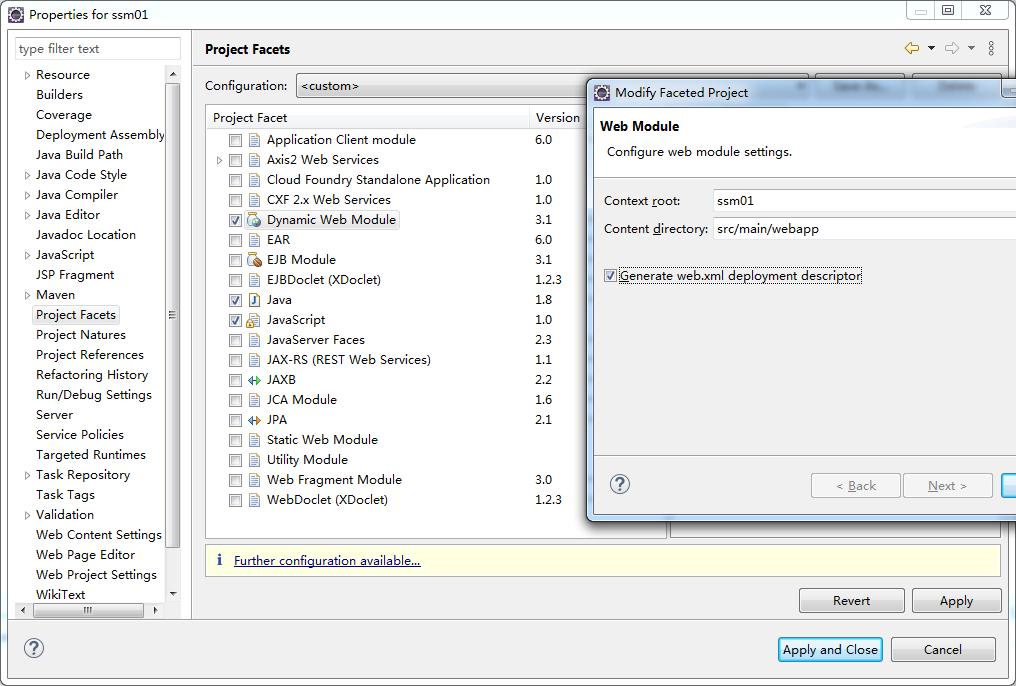 Properties for ssm01
type filter text
Resource
Builders
Coverage
Deployment Assembly
Java Build Path
Java Code Style
Java Compiler
Java Editor
Javadoc Location
JavaScript
JSP Fragment
Maven
Project Facets
Project Natures
Project References
Refactoring History
Run/Debug Settings
Server
Service Policies
Targeted Runtimes
Task Repository
Task Tags
Validation
Web Content Settings
Web Page Editor
Web Project Settings
WikiText
Project Facets
Configuration: <custom>
Project Facet Version
Application Client module 6.0
Axis2 Web Services
Cloud Foundry Standalone Application 1.0
CXF 2.x Web Services 1.0
Dynamic Web Module 3.1
EAR 6.0
EJB Module 3.1
EJBDoclet (XDoclet) 1.2.3
Java 1.8
JavaScript 1.0
JavaServer Faces 2.3
JAX-RS (REST Web Services) 1.1
JAXB 2.2
JCA Module 1.6
JPA 2.1
Static Web Module
Utility Module
Web Fragment Module 3.0
WebDoclet (XDoclet) 1.2.3
Modify Faceted Project
Web Module
Configure web module settings.
Context root: ssm01
Content directory: src/main/webapp
Generate web.xml deployment descriptor
< Back Next >
Further configuration available...
Revert Apply
Apply and Close Cancel